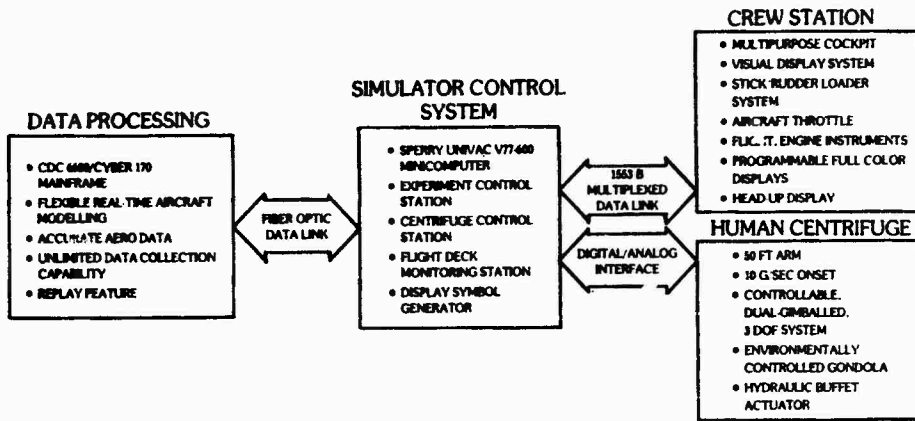 DATA PROCESSING
• CDC 6600/CYBER 170
MAINFRAME
• FLEXIBLE REAL-TIME AIRCRAFT
MODELLING
• ACCURATE AERO DATA
• UNLIMITED DATA COLLECTION
CAPABILITY
• REPLAY FEATURE
FIBER OPTIC
DATA LINK
SIMULATOR CONTROL
SYSTEM
• SPERRY UNIVAC V77-600
MINICOMPUTER
• EXPERIMENT CONTROL
STATION
• CENTRIFUGE CONTROL
STATION
• FLIGHT DECK
MONITORING STATION
• DISPLAY SYMBOL
GENERATOR
1553 B
MULTIPLEXED
DATA LINK
DIGITAL/ANALOG
INTERFACE
CREW STATION
• MULTIPURPOSE COCKPIT
• VISUAL DISPLAY SYSTEM
• STICK RUDDER LOADER
SYSTEM
• AIRCRAFT THROTTLE
• ENGINE INSTRUMENTS
• PROGRAMMABLE FULL COLOR
DISPLAYS
• HEAD-UP DISPLAY
HUMAN CENTRIFUGE
• 50 FT ARM
• 10 G/SEC ONSET
• CONTROLLABLE,
DUAL-GIMBALLED,
3 DOF SYSTEM
• ENVIRONMENTALLY
CONTROLLED GONDOLA
• HYDRAULIC BUFFET
ACTUATOR